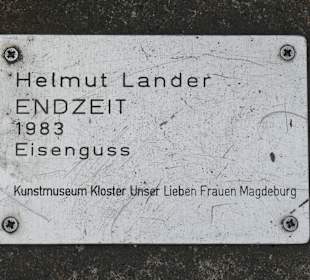 Helmut Lander
ENDZEIT
1983
Eisenguss
Kunstmuseum Kloster Unser Lieben Frauen Magdeburg